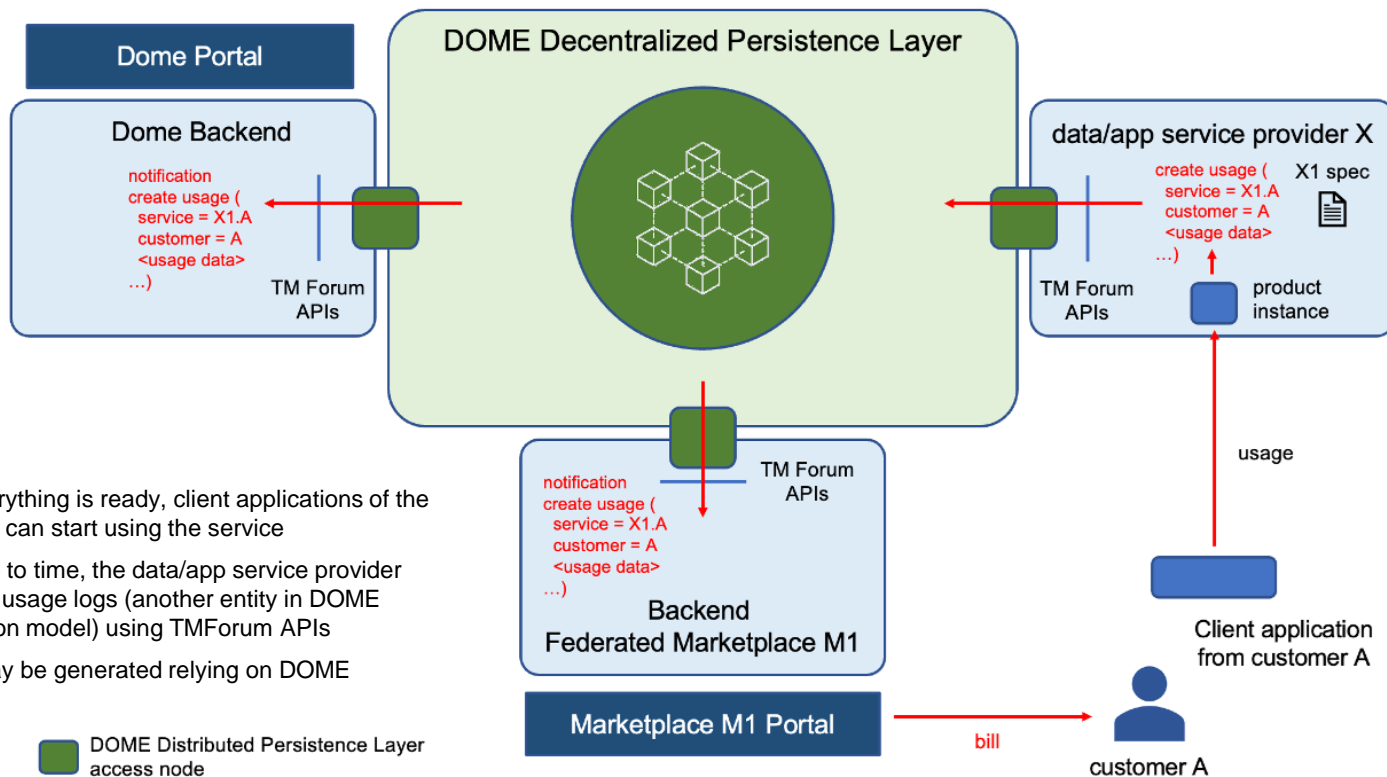 Dome Portal
DOME Decentralized Persistence Layer
Dome Backend
notification
create usage (
service = X1.A
customer = A
<usage data>
…)
TM Forum
APIs
data/app service provider X
create usage (
service = X1.A
customer = A
<usage data>
…)
X1 spec
TM Forum
APIs
product
instance
usage
TM Forum
APIs
notification
create usage (
service = X1.A
customer = A
<usage data>
…)
Backend
Federated Marketplace M1
erything is ready, client applications of the
can start using the service
to time, the data/app service provider
usage logs (another entity in DOME
on model) using TMForum APIs
ay be generated relying on DOME
Client application
from customer A
Marketplace M1 Portal
bill
customer A
DOME Distributed Persistence Layer
access node